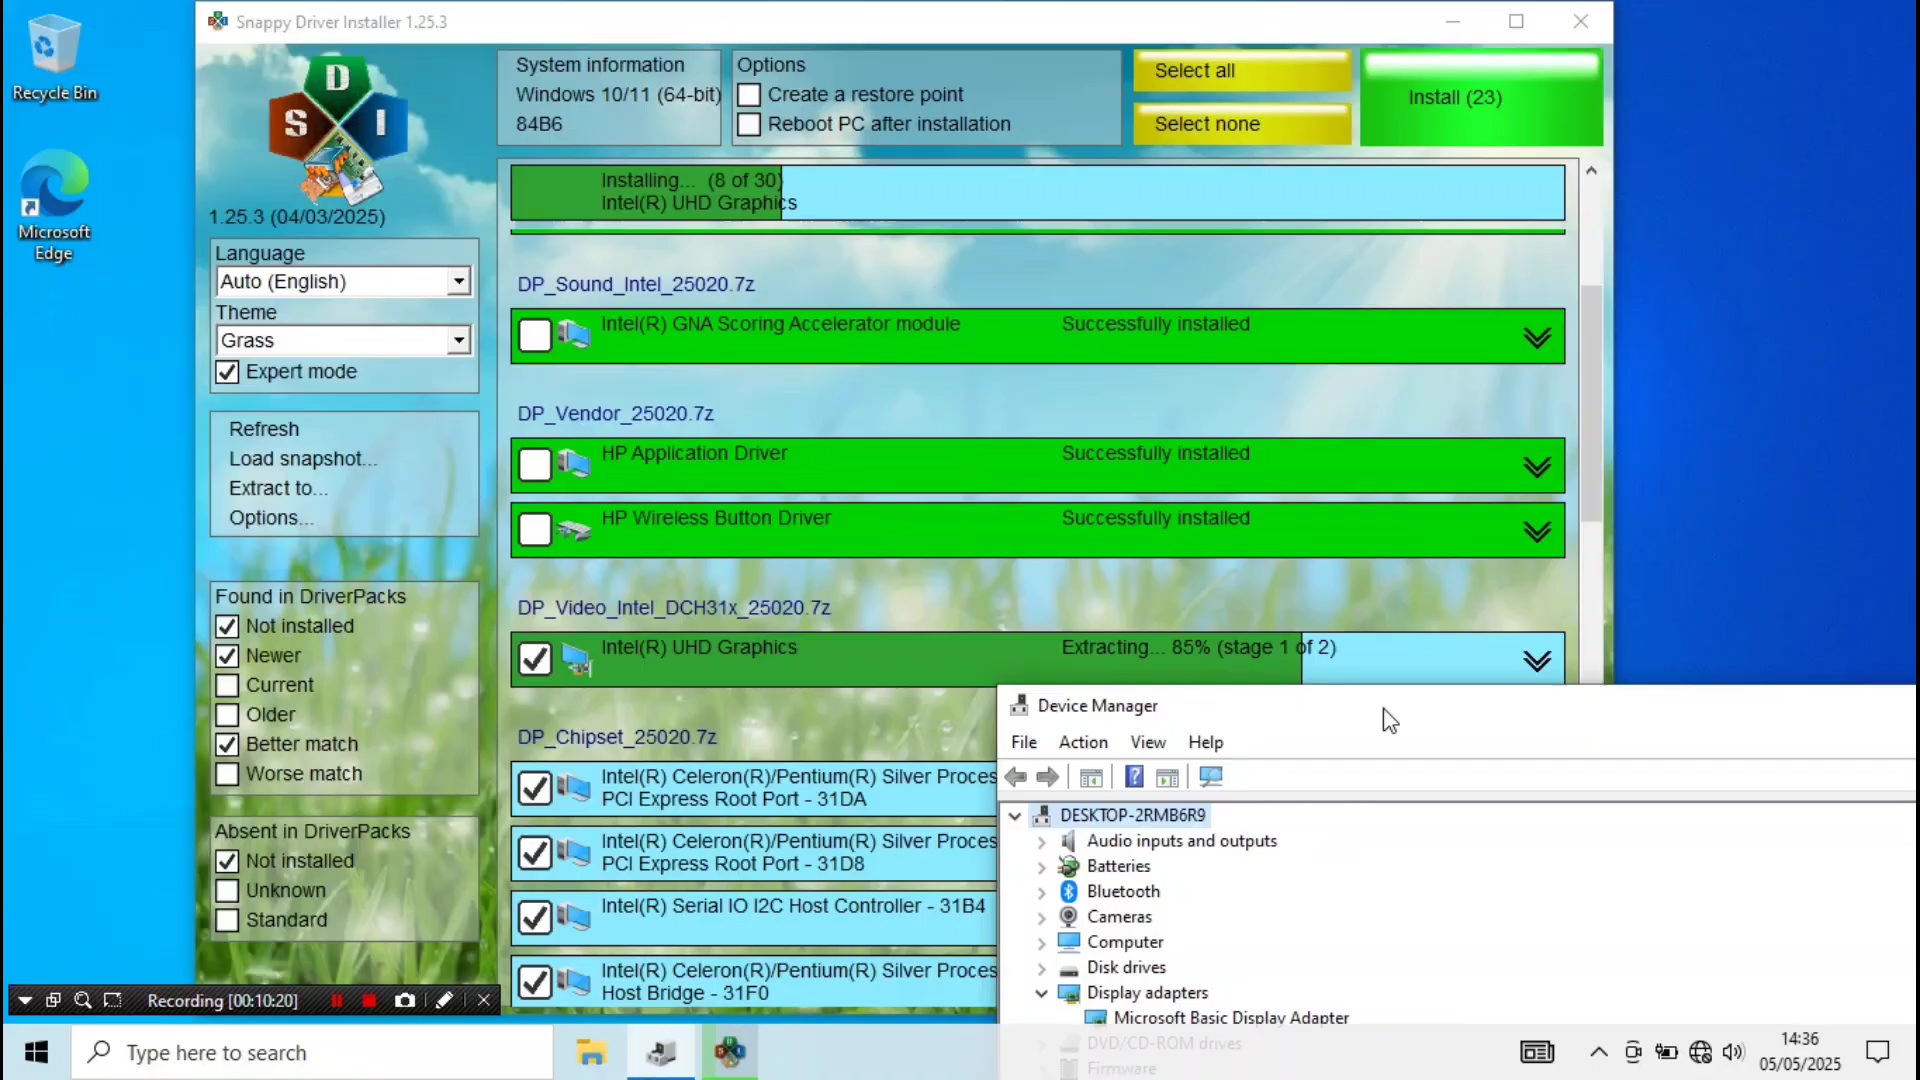 Recycle Bin
Microsoft
Edge
Snappy Driver Installer 1.25.3
D
S I
1.25.3 (04/03/2025)
Language
Auto (English)
Theme
Grass
Expert mode
Refresh
Load snapshot...
Extract to...
Options...
Found in DriverPacks
Not installed
Newer
Current
Older
Better match
Worse match
Absent in DriverPacks
Not installed
Unknown
Standard
System information
Windows 10/11 (64-bit)
84B6
Options
Create a restore point
Reboot PC after installation
Select all
Select none
Install (23)
Installing... (8 of 30)
Intel(R) UHD Graphics
DP_Sound_Intel_25020.7z
Intel(R) GNA Scoring Accelerator module Successfully installed
DP_Vendor_25020.7z
HP Application Driver Successfully installed
HP Wireless Button Driver Successfully installed
DP_Video_Intel_DCH31x_25020.7z
Intel(R) UHD Graphics Extracting... 85% (stage 1 of 2)
DP_Chipset_25020.7z
Intel(R) Celeron(R)/Pentium(R) Silver Proces
PCI Express Root Port - 31DA
Intel(R) Celeron(R)/Pentium(R) Silver Proces
PCI Express Root Port - 31D8
Intel(R) Serial IO I2C Host Controller - 31B4
Intel(R) Celeron(R)/Pentium(R) Silver Proces
Host Bridge - 31F0
Device Manager
File Action View Help
DESKTOP-2RMB6R9
Audio inputs and outputs
Batteries
Bluetooth
Cameras
Computer
Disk drives
Display adapters
Microsoft Basic Display Adapter
DVD/CD-ROM drives
Firmware
Recording [00:10:20]
Type here to search
14:36
05/05/2025